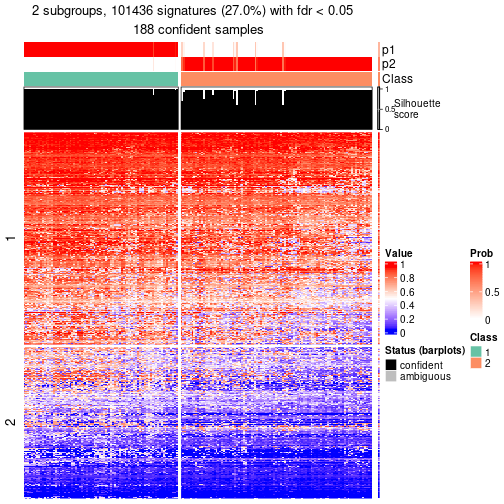 2 subgroups, 101436 signatures (27.0%) with fdr < 0.05
188 confident samples
p1
p2
Class
1
0.5
0
Silhouette
score
1
2
Value
1
0.8
0.6
0.4
0.2
0
Prob
1
0.5
0
Status (barplots)
confident
ambiguous
Class
1
2